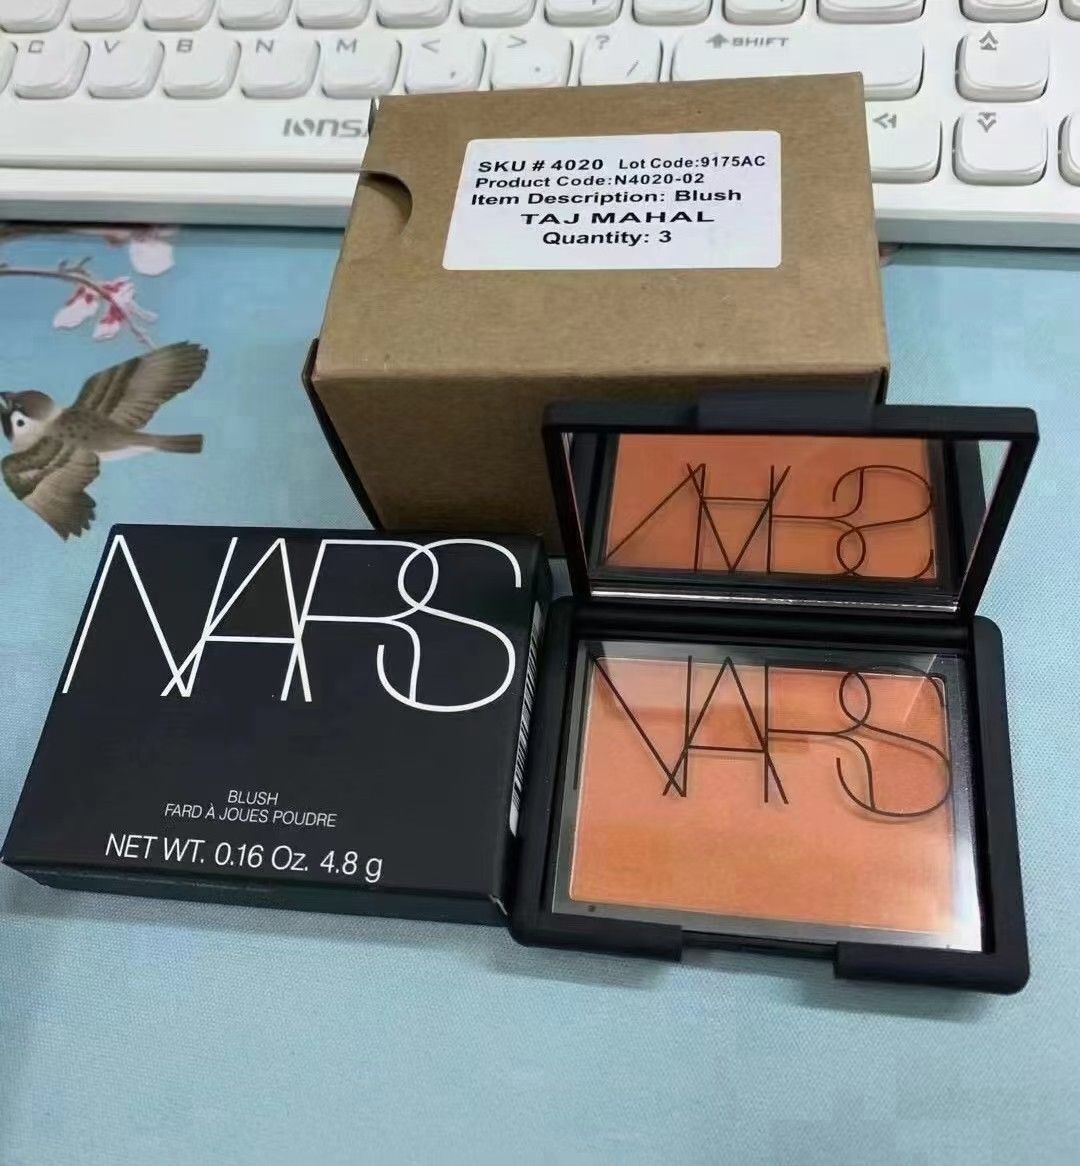 C V B N M < > ? SHIFT
, . /
SKU # 4020 Lot Code:9175AC
Product Code:N4020-02
Item Description: Blush
TAJ MAHAL
Quantity: 3
NARS
BLUSH
FARD À JOUES POUDRE
NET WT. 0.16 Oz. 4.8 g
NARS